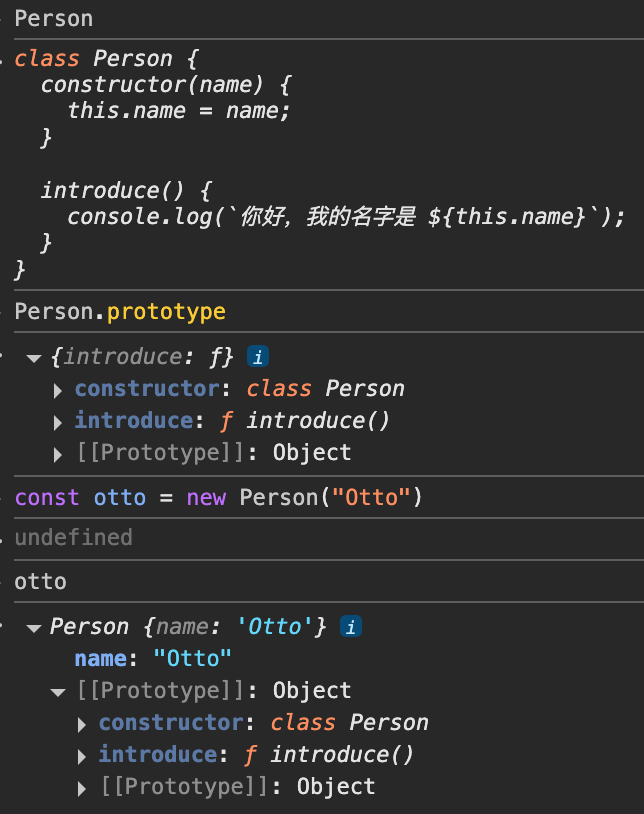 Person
class Person {
  constructor(name) {
    this.name = name;
  }

  introduce() {
    console.log(`你好，我的名字是 ${this.name}`);
  }
}
Person.prototype
{introduce: ƒ} i
constructor: class Person
introduce: ƒ introduce()
[[Prototype]]: Object
const otto = new Person("Otto")
undefined
otto
Person {name: 'Otto'} i
name: "Otto"
[[Prototype]]: Object
constructor: class Person
introduce: ƒ introduce()
[[Prototype]]: Object